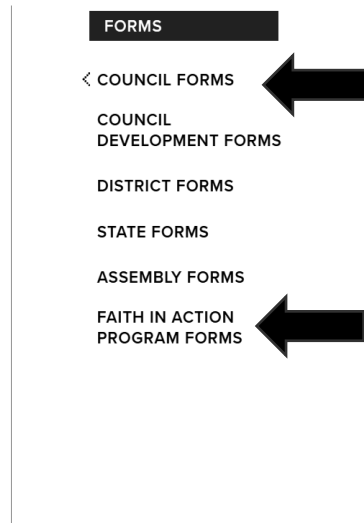 FORMS
COUNCIL FORMS
COUNCIL
DEVELOPMENT FORMS
DISTRICT FORMS
STATE FORMS
ASSEMBLY FORMS
FAITH IN ACTION
PROGRAM FORMS